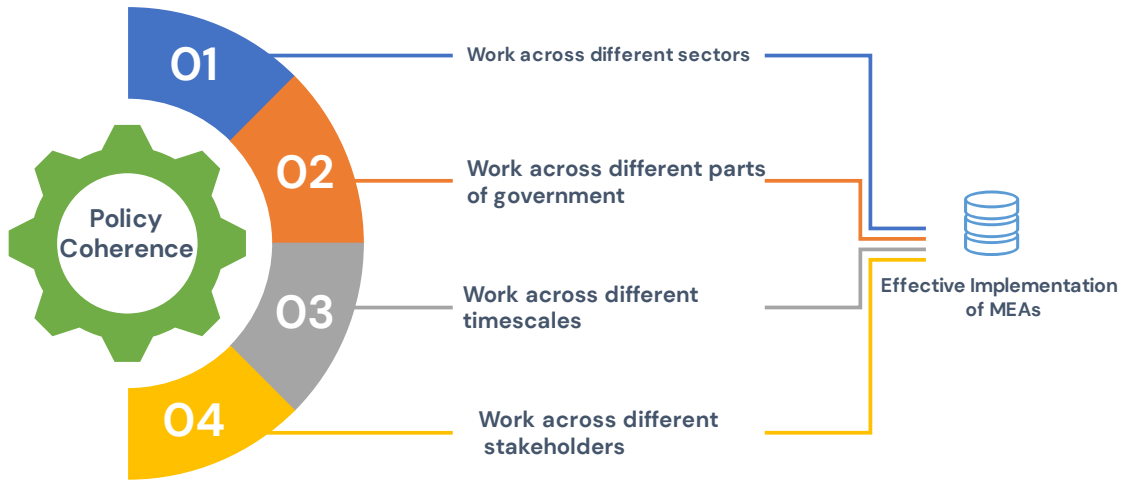 Policy
Coherence
01
Work across different sectors
02
Work across different parts
of government
03
Work across different
timescales
04
Work across different
stakeholders
Effective Implementation
of MEAs